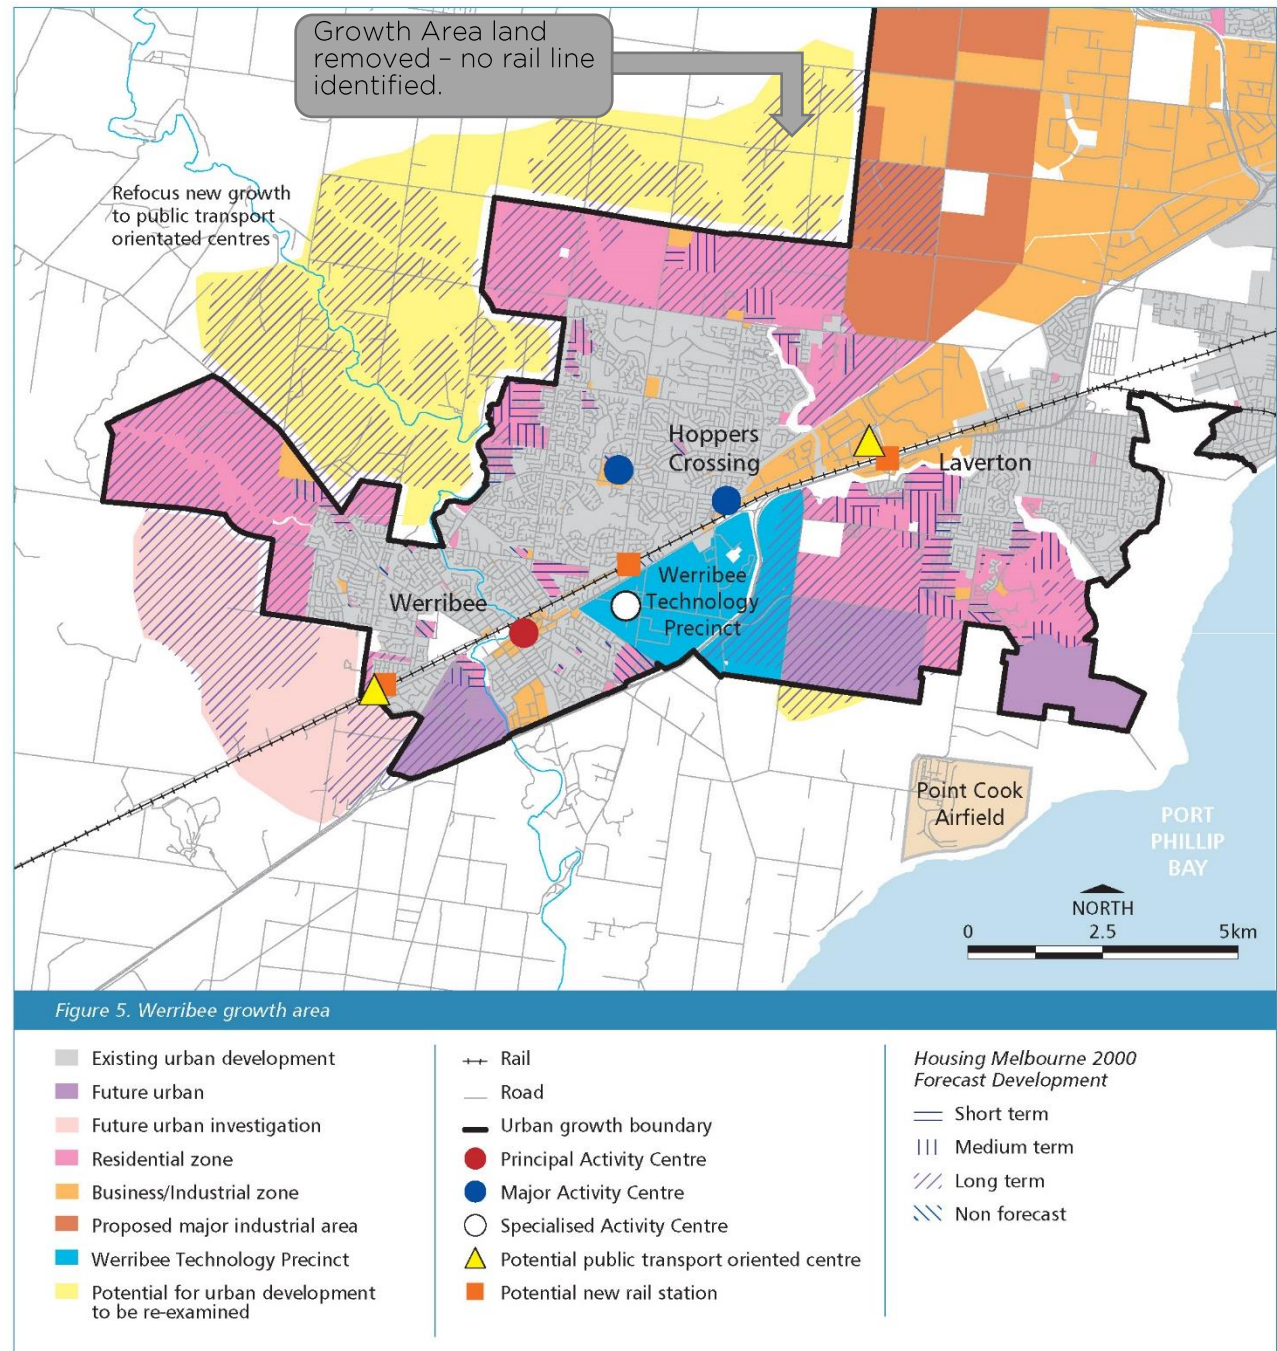 Growth Area land
removed – no rail line
identified.
Refocus new growth
to public transport
orientated centres
Hoppers
Crossing
Laverton
Werribee
Werribee
Technology
Precinct
Point Cook
Airfield
PORT
PHILLIP
BAY
NORTH
0 2.5 5km
Figure 5. Werribee growth area
Existing urban development
Future urban
Future urban investigation
Residential zone
Business/Industrial zone
Proposed major industrial area
Werribee Technology Precinct
Potential for urban development
to be re-examined
Rail
Road
Urban growth boundary
Principal Activity Centre
Major Activity Centre
Specialised Activity Centre
Potential public transport oriented centre
Potential new rail station
Housing Melbourne 2000
Forecast Development
Short term
Medium term
Long term
Non forecast